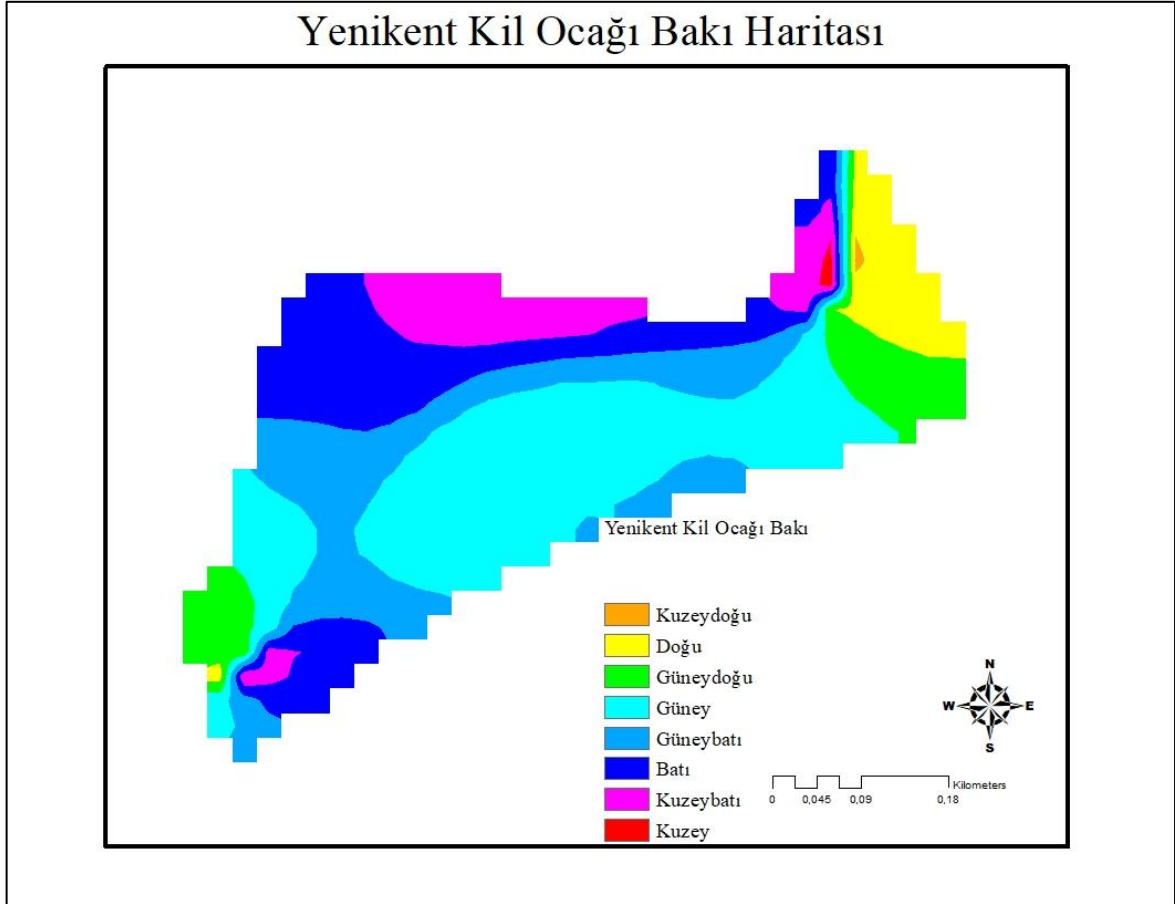 Yenikent Kil Ocağı Bakı Haritası
Yenikent Kil Ocağı Bakı
Kuzeydoğu
Doğu
Güneydoğu
Güney
Güneybatı
Batı
Kuzeybatı
Kuzey
N
W E
S
Kilometers
0 0,045 0,09 0,18